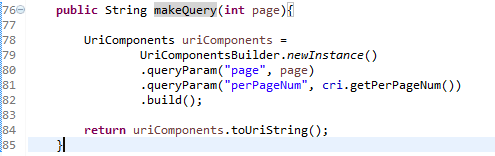 76 public String makeQuery(int page){
77
78 UriComponents uriComponents =
79 UriComponentsBuilder.newInstance()
80 .queryParam("page", page)
81 .queryParam("perPageNum", cri.getPerPageNum())
82 .build();
83
84 return uriComponents.toUriString();
85 }